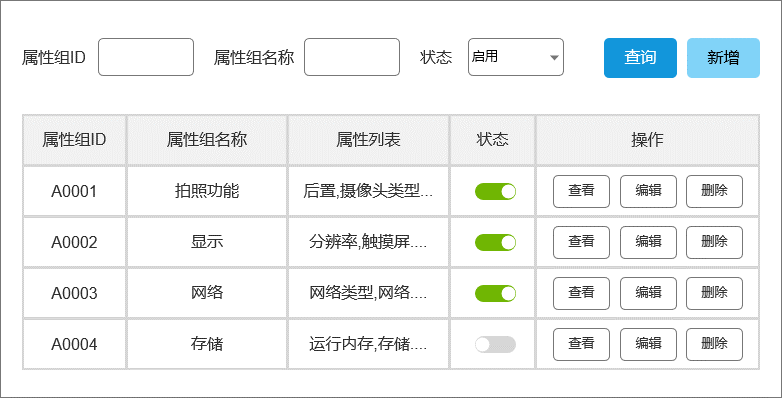 属性组ID 属性组名称 状态 启用 查询 新增
属性组ID 属性组名称 属性列表 状态 操作
A0001 拍照功能 后置,摄像头类型... 查看 编辑 删除
A0002 显示 分辨率,触摸屏.... 查看 编辑 删除
A0003 网络 网络类型,网络.... 查看 编辑 删除
A0004 存储 运行内存,存储.... 查看 编辑 删除